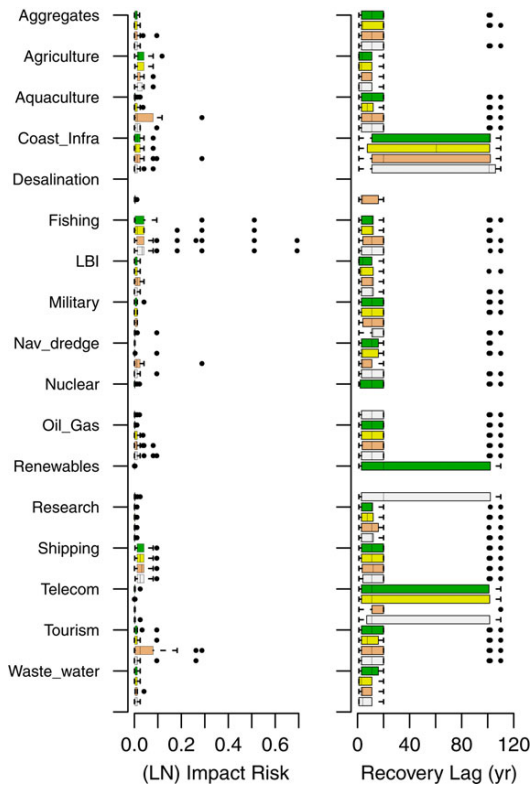 Aggregates
Agriculture
Aquaculture
Coast_Infra
Desalination
Fishing
LBI
Military
Nav_dredge
Nuclear
Oil_Gas
Renewables
Research
Shipping
Telecom
Tourism
Waste_water
0.0 0.2 0.4 0.6 0 40 80 120
(LN) Impact Risk Recovery Lag (yr)